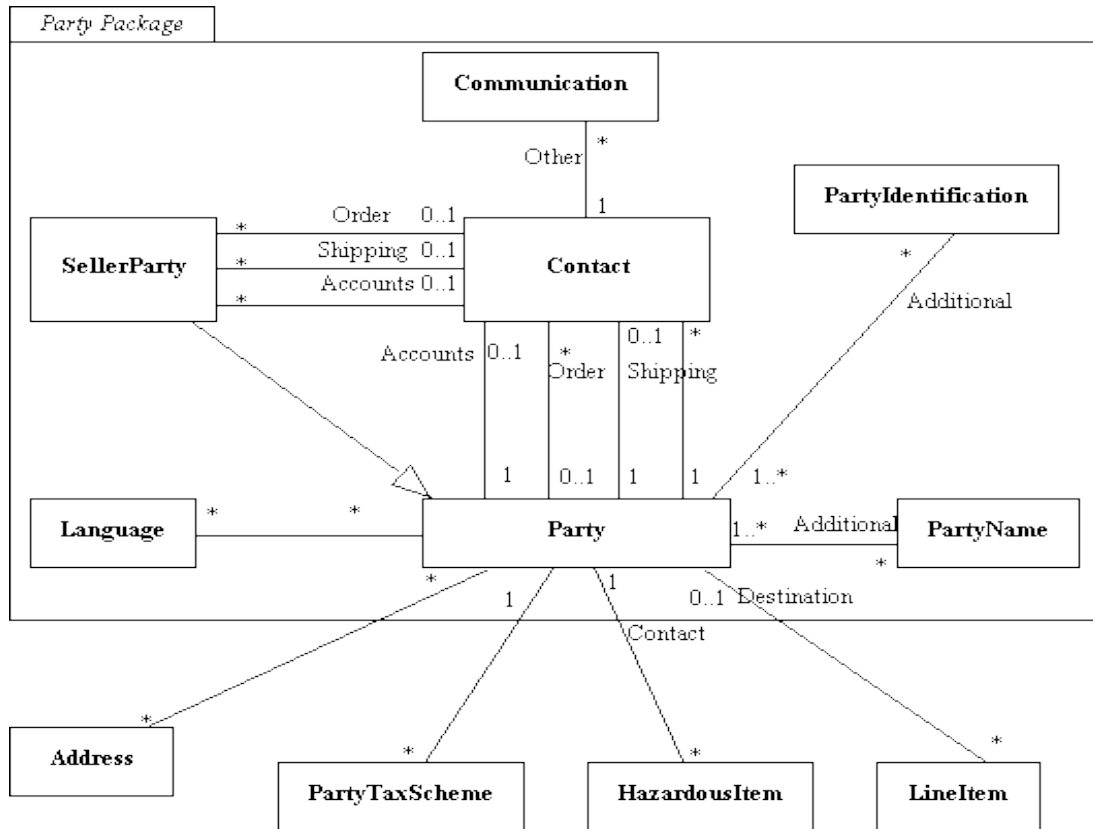 Party Package
Communication
*
Other
1
PartyIdentification
*
Additional
SellerParty
* Order 0..1
* Shipping 0..1
* Accounts 0..1
Contact
Accounts 0..1
* Order
0..1 Shipping
*
1 0..1 1 1 1..*
Language
* *
Party
1..* Additional *
PartyName
* 1 1 0..1 Destination
Contact
* * * *
Address
PartyTaxScheme
HazardousItem
LineItem